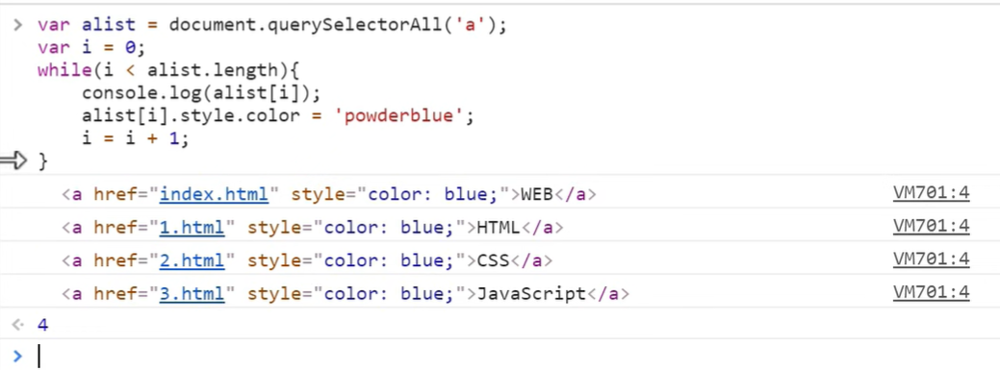 > var alist = document.querySelectorAll('a');
var i = 0;
while(i < alist.length){
    console.log(alist[i]);
    alist[i].style.color = 'powderblue';
    i = i + 1;
}
<a href="index.html" style="color: blue;">WEB</a> VM701:4
<a href="1.html" style="color: blue;">HTML</a> VM701:4
<a href="2.html" style="color: blue;">CSS</a> VM701:4
<a href="3.html" style="color: blue;">JavaScript</a> VM701:4
4
>